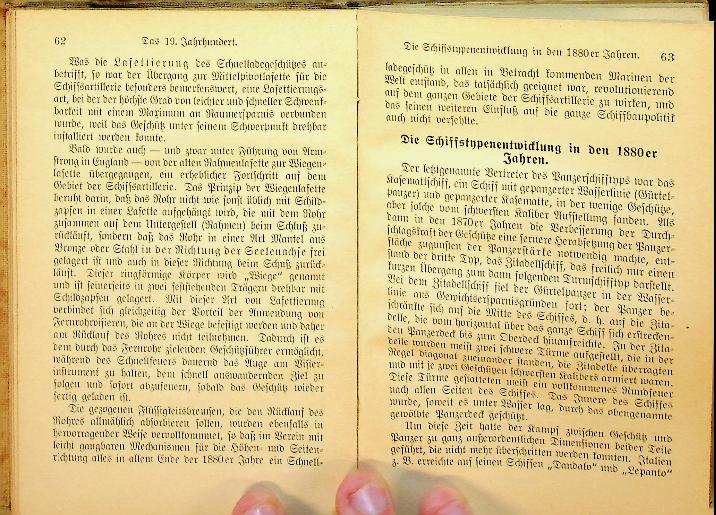 62
Das 19. Jahrhundert.
Was die Lafettierung des Schnelladegeschützes an-
betrifft, so war der Übergang zur Mittelpivotlafette für die
Schiffsartillerie besonders bemerkenswert, eine Lafettierungs-
art, bei der der höchste Grad von leichter und schneller Schwenk-
barkeit mit einem Maximum an Raumersparnis verbunden
wurde, weil das Geschütz unter seinem Schwerpunkt drehbar
installiert werden konnte.
Bald wurde auch — und zwar unter Führung von Arm-
strong in England — von der alten Rahmenlafette zur Wiegen-
lafette übergegangen, ein erheblicher Fortschritt auf dem
Gebiet der Schiffsartillerie. Das Prinzip der Wiegenlafette
beruht darin, daß das Rohr nicht wie sonst üblich mit Schild-
zapfen in einer Lafette aufgehängt wird, die mit dem Rohr
zusammen auf dem Untergestell (Rahmen) beim Schuß zu-
rückläuft, sondern daß das Rohr in einer Art Mantel aus
Bronze oder Stahl in der Richtung der Seelenachse frei
gelagert ist und auch in dieser Richtung beim Schuß zurück-
läuft. Dieser ringförmige Körper wird „Wiege“ genannt
und ist seinerseits in zwei feststehenden Trägern drehbar mit
Schildzapfen gelagert. Mit dieser Art von Lafettierung
verbindet sich gleichzeitig der Vorteil der Anwendung von
Fernrohrvisieren, die an der Wiege befestigt werden und daher
am Rücklauf des Rohres nicht teilnehmen. Dadurch ist es
dem durch das Fernrohr zielenden Geschützführer ermöglicht,
während des Schnellfeuers dauernd das Auge am Visier-
instrument zu halten, dem schnell auswandernden Ziel zu
folgen und sofort abzufeuern, sobald das Geschütz wieder
fertig geladen ist.
Die gezogenen Flüssigkeitsbremsen, die den Rücklauf des
Rohres allmählich absorbieren sollen, wurden ebenfalls in
hervorragender Weise vervollkommnet, so daß im Verein mit
leicht gangbaren Mechanismen für die Höhen- und Seiten-
richtung alles in allem Ende der 1880er Jahre ein Schnell-
Die Schiffstypenentwicklung in den 1880er Jahren.
63
ladegeschütz in allen in Betracht kommenden Marinen der
Welt entstand, das tatsächlich geeignet war, revolutionierend
auf dem ganzen Gebiete der Schiffsartillerie zu wirken, und
das seinen weiteren Einfluß auf die ganze Schiffbaupolitik
auch nicht verfehlte.
Die Schiffstypenentwicklung in den 1880er
Jahren.
Der letztgenannte Vertreter des Panzerschifftyps war das
Kasemattschiff, ein Schiff mit gepanzerter Wasserlinie (Gürtel-
panzer) und gepanzerter Kasematte, in der wenige Geschütze,
aber solche vom schwersten Kaliber Aufstellung fanden. Als
dann in den 1870er Jahren die Verbesserung der Durch-
schlagskraft der Geschütze eine fernere Herabsetzung der Panzer-
fläche zugunsten der Panzerstärke notwendig machte, ent-
stand der dritte Typ, das Zitadellschiff, das freilich nur einen
kurzen Übergang zum dann folgenden Turmschiffstyp darstellt.
Bei dem Zitadellschiff fiel der Gürtelpanzer in der Wasser-
linie aus Gewichtsersparnisgründen fort; der Panzer be-
schränkte sich auf die Mitte des Schiffes, d. h. auf die Zita-
delle, die vom horizontal über das ganze Schiff sich erstrecken-
den Panzerdeck bis zum Oberdeck hinaufreichte. In der Zita-
delle wurden meist zwei schwere Türme aufgestellt, die in der
Regel diagonal zueinander standen, die Zitadelle überragten
und mit je zwei Geschützen schwersten Kalibers armiert waren.
Diese Türme gestatteten meist ein vollkommenes Rundfeuer
nach allen Seiten des Schiffes. Das Innere des Schiffes
wurde, soweit es unter Wasser lag, durch das obengenannte
gewölbte Panzerdeck geschützt.
Um diese Zeit hatte der Kampf zwischen Geschütz und
Panzer zu ganz außerordentlichen Dimensionen beider Teile
geführt, die nicht mehr überschritten werden konnten. Italien
z. B. erreichte auf seinen Schiffen „Dandalo“ und „Lepanto“